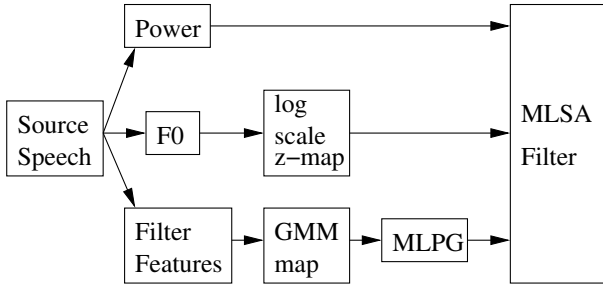 Power
Source
Speech
F0
log
scale
z−map
MLSA
Filter
Filter
Features
GMM
map
MLPG